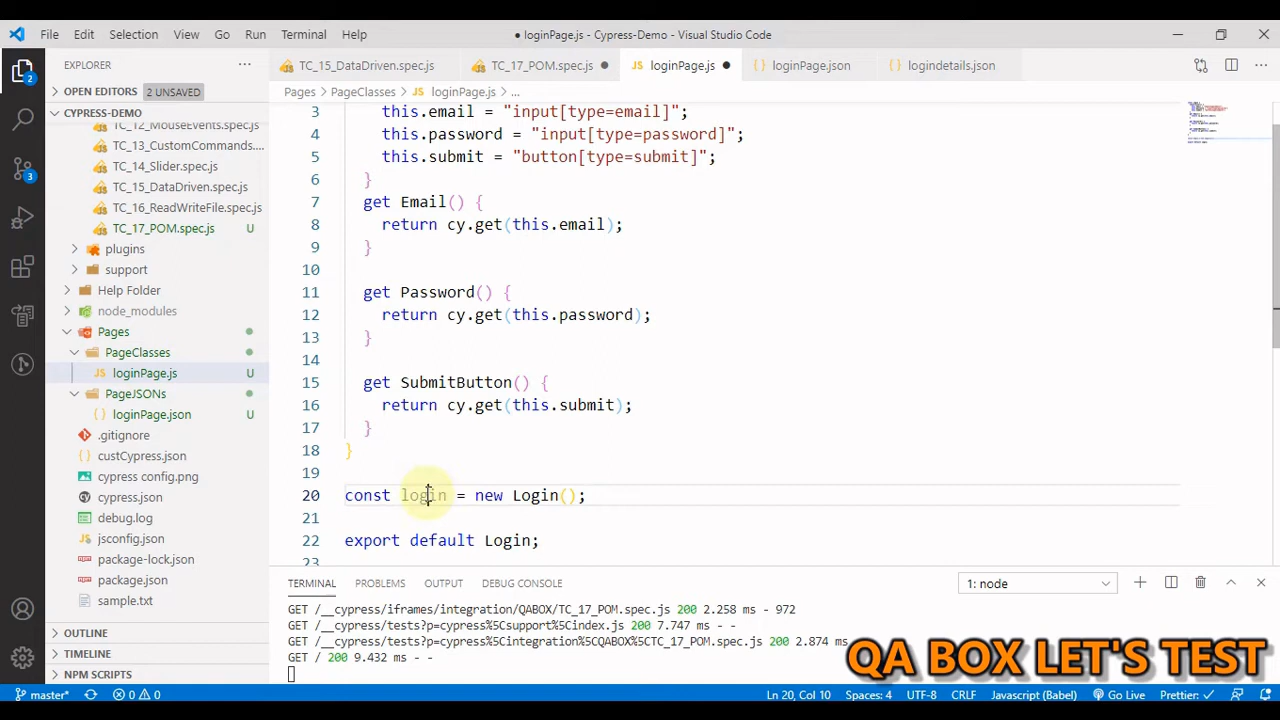 File Edit Selection View Go Run Terminal Help
● loginPage.js - Cypress-Demo - Visual Studio Code
EXPLORER
TC_15_DataDriven.spec.js TC_17_POM.spec.js loginPage.js loginPage.json logindetails.json
OPEN EDITORS 2 UNSAVED
Pages > PageClasses > JS loginPage.js > ...
CYPRESS-DEMO
TC_12_MouseEvents.spec.js
TC_13_CustomCommands....
TC_14_Slider.spec.js
TC_15_DataDriven.spec.js
TC_16_ReadWriteFile.spec.js
TC_17_POM.spec.js U
plugins
support
Help Folder
node_modules
Pages
PageClasses
JS loginPage.js U
PageJSONs
{} loginPage.json U
.gitignore
custCypress.json
cypress config.png
cypress.json
debug.log
jsconfig.json
package-lock.json
package.json
sample.txt
OUTLINE
TIMELINE
NPM SCRIPTS
2
3
3 this.email = "input[type=email]";
4 this.password = "input[type=password]";
5 this.submit = "button[type=submit]";
6 }
7 get Email() {
8 return cy.get(this.email);
9 }
10
11 get Password() {
12 return cy.get(this.password);
13 }
14
15 get SubmitButton() {
16 return cy.get(this.submit);
17 }
18 }
19
20 const login = new Login();
21
22 export default Login;
23
TERMINAL PROBLEMS OUTPUT DEBUG CONSOLE 1: node
GET /__cypress/iframes/integration/QABOX/TC_17_POM.spec.js 200 2.258 ms - 972
GET /__cypress/tests?p=cypress%5Csupport%5Cindex.js 200 7.747 ms - -
GET /__cypress/tests?p=cypress%5Cintegration%5CQABOX%5CTC_17_POM.spec.js 200 2.874 ms
GET / 200 9.432 ms - -
QA BOX LET'S TEST
master* 0 0 Ln 20, Col 10 Spaces: 4 UTF-8 CRLF Javascript (Babel) Go Live Prettier: ✓